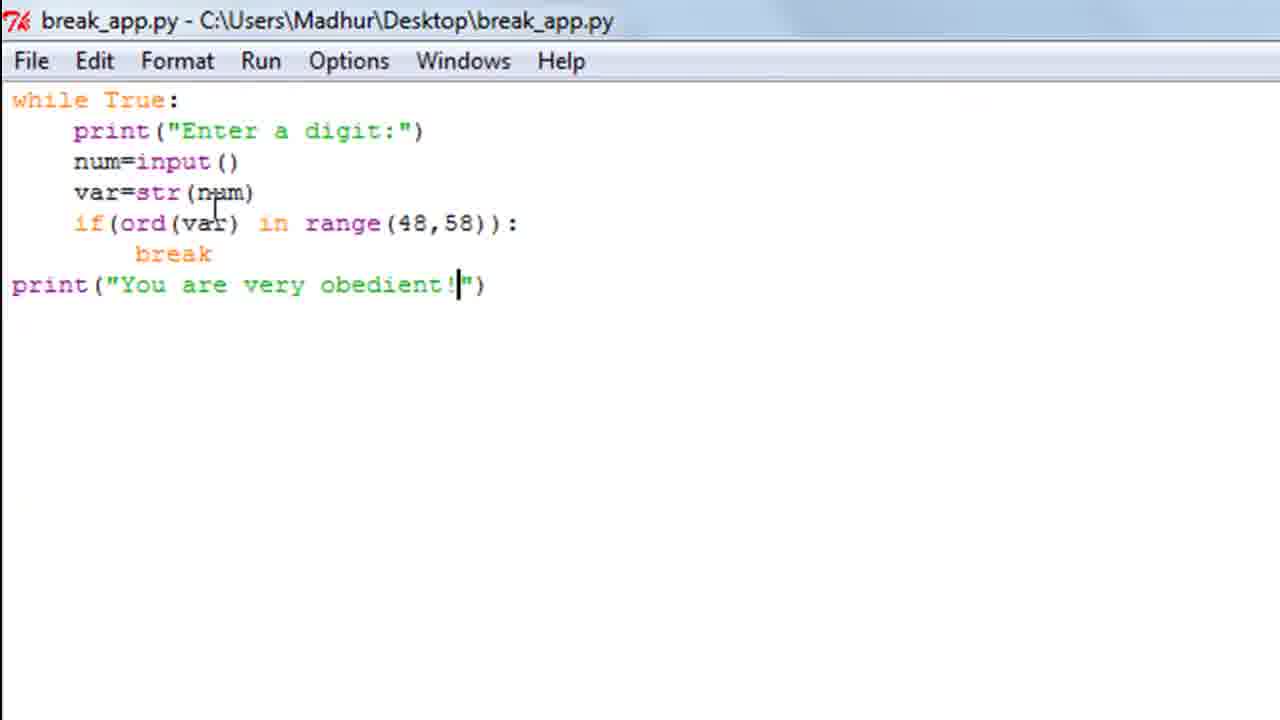 break_app.py - C:\Users\Madhur\Desktop\break_app.py
File Edit Format Run Options Windows Help
while True:
    print("Enter a digit:")
    num=input()
    var=str(num)
    if(ord(var) in range(48,58)):
        break
print("You are very obedient!")